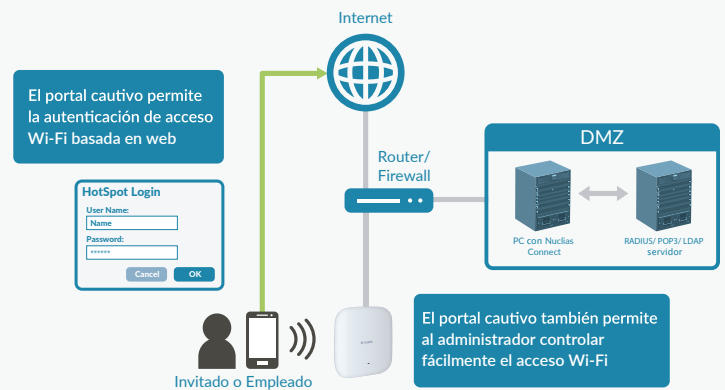 Internet
El portal cautivo permite
la autenticación de acceso
Wi-Fi basada en web
HotSpot Login
User Name:
Name
Password:
******
Cancel
OK
Router/
Firewall
DMZ
PC con Nuclias
Connect
RADIUS/ POP3/ LDAP
servidor
El portal cautivo también permite
al administrador controlar
fácilmente el acceso Wi-Fi
Invitado o Empleado